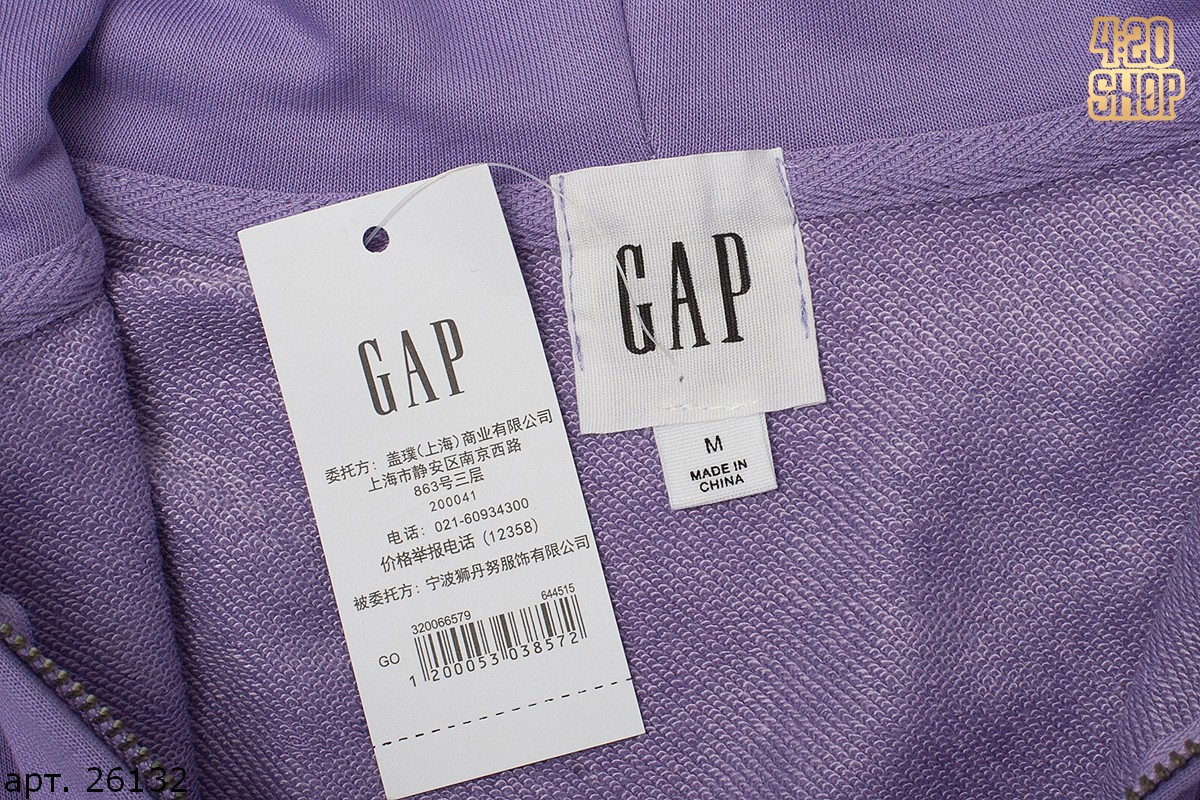 4:20
SHOP
GAP
M
MADE IN
CHINA
GAP
委托方：盖璞(上海)商业有限公司
上海市静安区南京西路
863号三层
200041
电话：021-60934300
价格举报电话（12358）
被委托方：宁波狮丹努服饰有限公司
320066579 644515
GO
1 200053 038572
арт. 26132